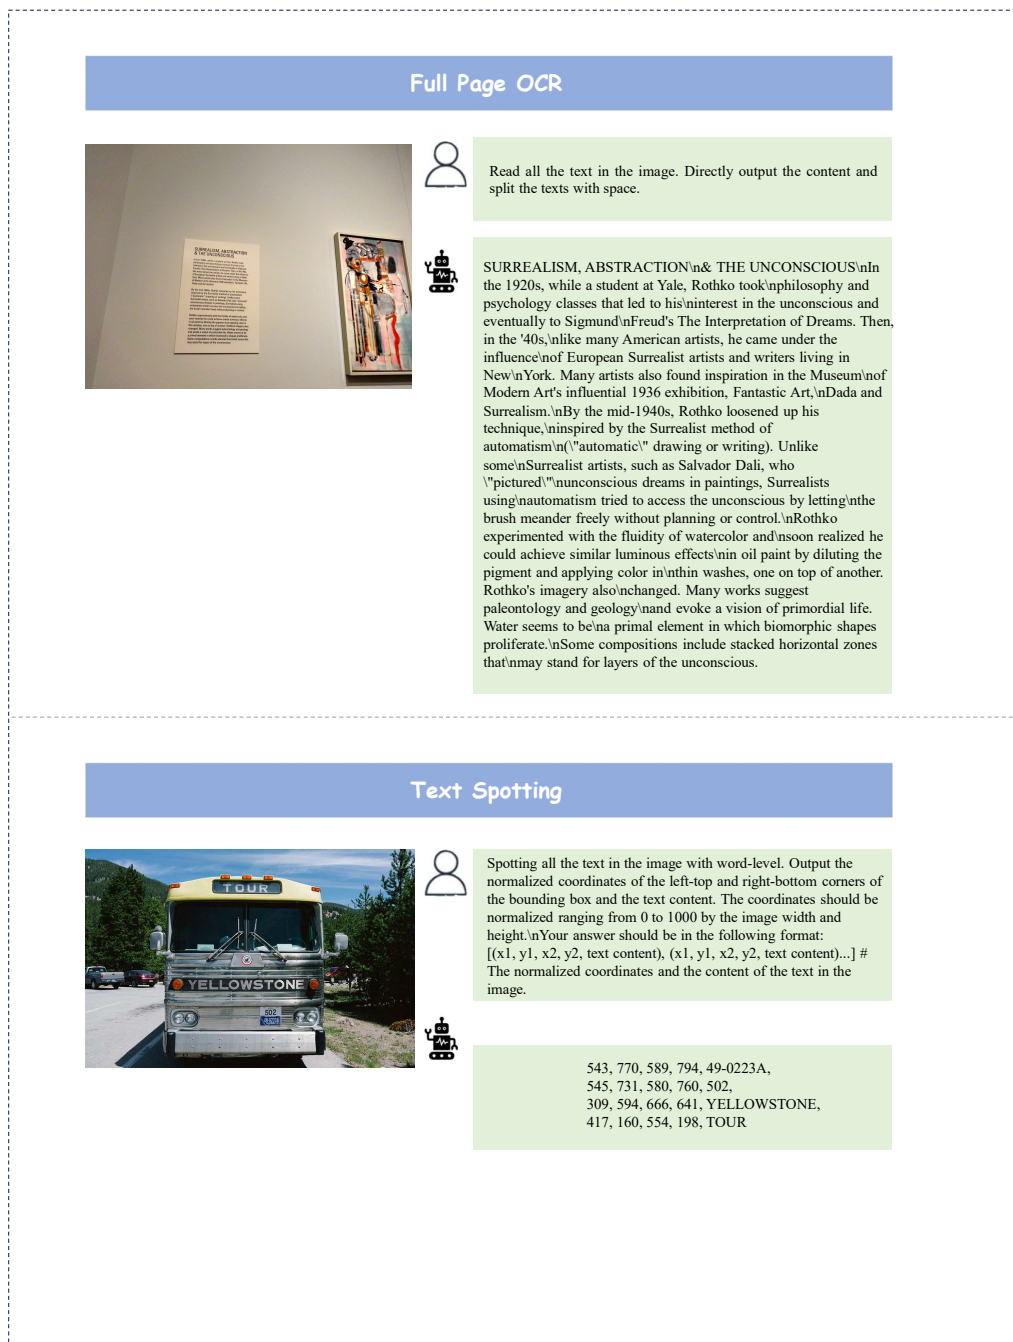 Full Page OCR
Read all the text in the image. Directly output the content and
split the texts with space.
SURREALISM, ABSTRACTION
& THE UNCONSCIOUS
SURREALISM, ABSTRACTION\n& THE UNCONSCIOUS\nIn
the 1920s, while a student at Yale, Rothko took\nphilosophy and
psychology classes that led to his\ninterest in the unconscious and
eventually to Sigmund\nFreud's The Interpretation of Dreams. Then,
in the '40s,\nlike many American artists, he came under the
influence\nof European Surrealist artists and writers living in
New\nYork. Many artists also found inspiration in the Museum\nof
Modern Art's influential 1936 exhibition, Fantastic Art,\nDada and
Surrealism.\nBy the mid-1940s, Rothko loosened up his
technique,\ninspired by the Surrealist method of
automatism\n(\"automatic\" drawing or writing). Unlike
some\nSurrealist artists, such as Salvador Dali, who
\"pictured\"\nunconscious dreams in paintings, Surrealists
using\nautomatism tried to access the unconscious by letting\nthe
brush meander freely without planning or control.\nRothko
experimented with the fluidity of watercolor and\nsoon realized he
could achieve similar luminous effects\nin oil paint by diluting the
pigment and applying color in\nthin washes, one on top of another.
Rothko's imagery also\nchanged. Many works suggest
paleontology and geology\nand evoke a vision of primordial life.
Water seems to be\na primal element in which biomorphic shapes
proliferate.\nSome compositions include stacked horizontal zones
that\nmay stand for layers of the unconscious.
Text Spotting
TOUR
YELLOWSTONE
502
Spotting all the text in the image with word-level. Output the
normalized coordinates of the left-top and right-bottom corners of
the bounding box and the text content. The coordinates should be
normalized ranging from 0 to 1000 by the image width and
height.\nYour answer should be in the following format:
[(x1, y1, x2, y2, text content), (x1, y1, x2, y2, text content)...] #
The normalized coordinates and the content of the text in the
image.
543, 770, 589, 794, 49-0223A,
545, 731, 580, 760, 502,
309, 594, 666, 641, YELLOWSTONE,
417, 160, 554, 198, TOUR